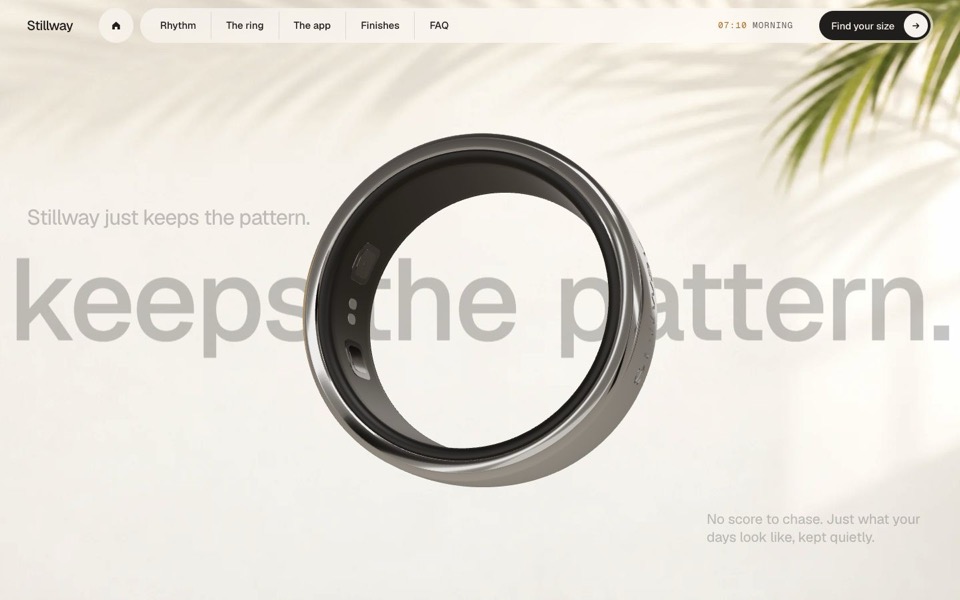 Stillway
Rhythm
The ring
The app
Finishes
FAQ
07:10 MORNING
Find your size
Stillway just keeps the pattern.
keeps the pattern.
No score to chase. Just what your
days look like, kept quietly.